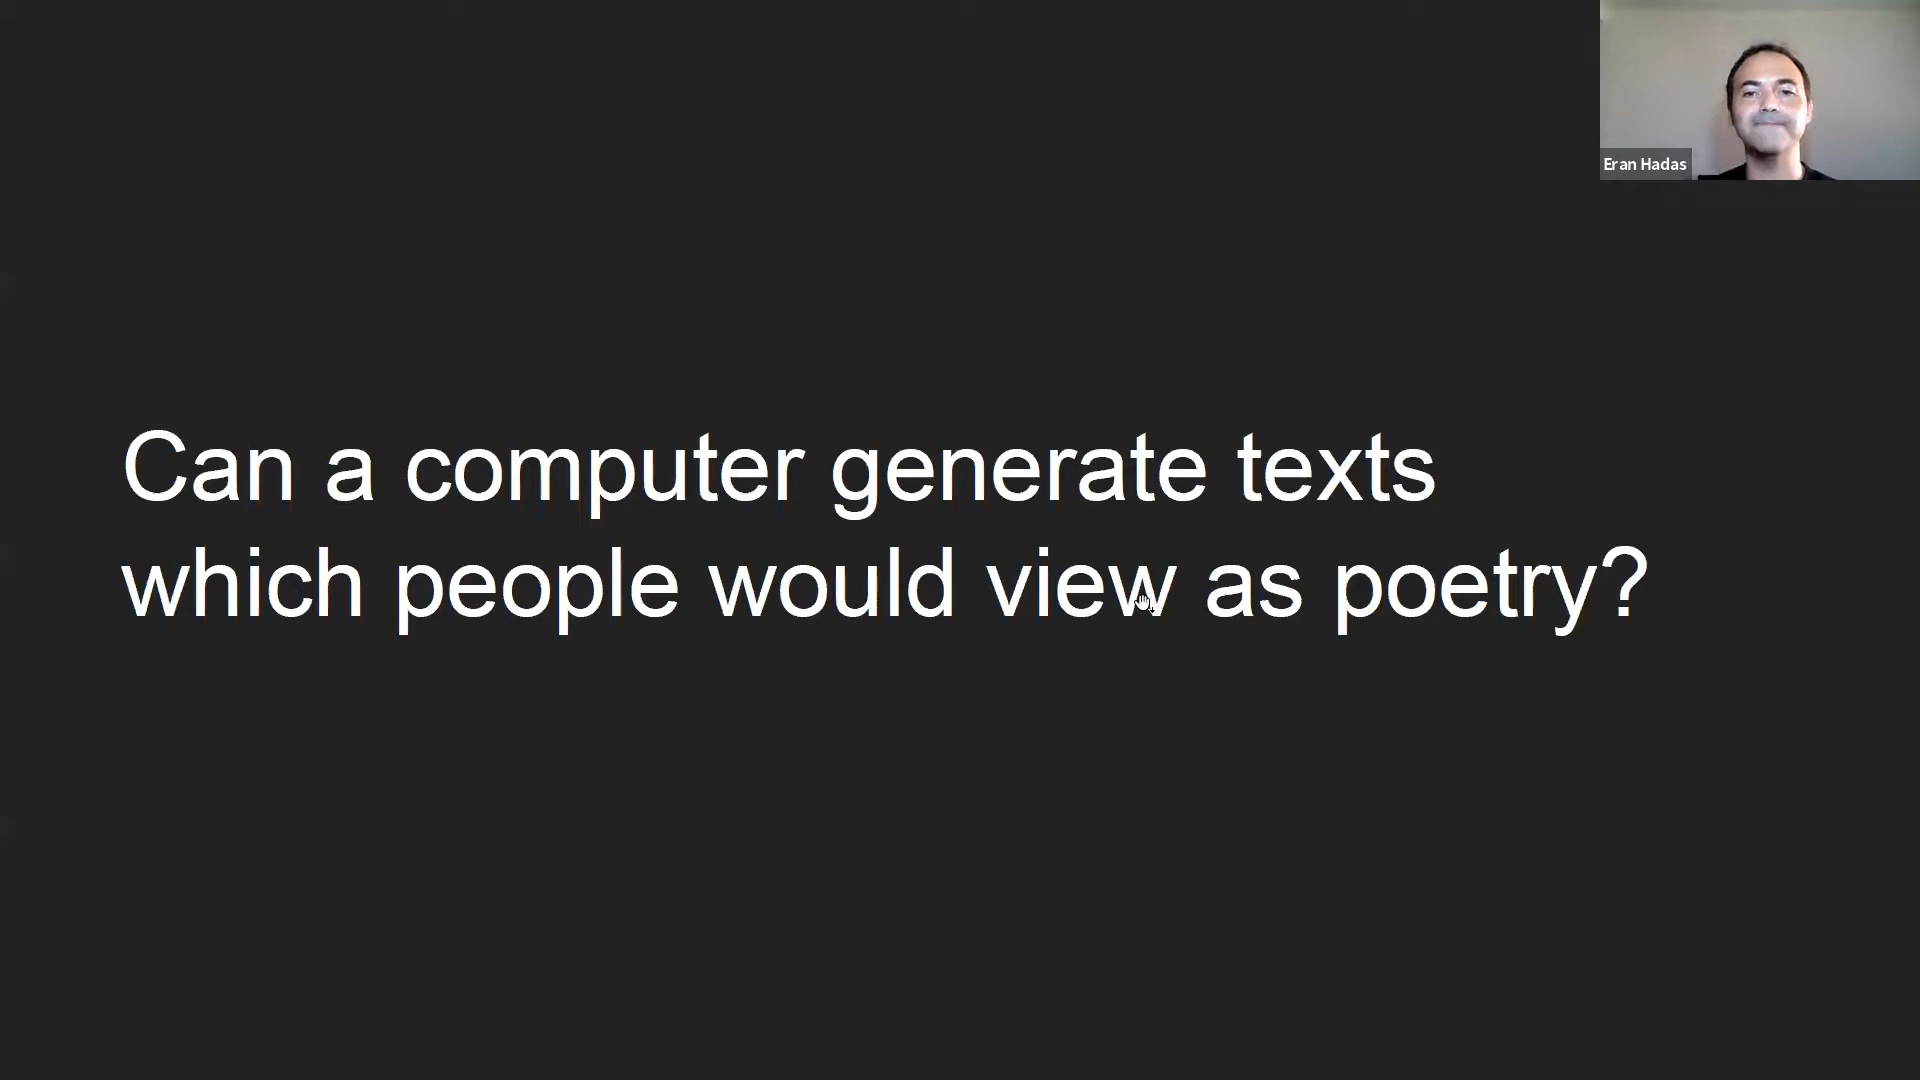 Eran Hadas
Can a computer generate texts
which people would view as poetry?